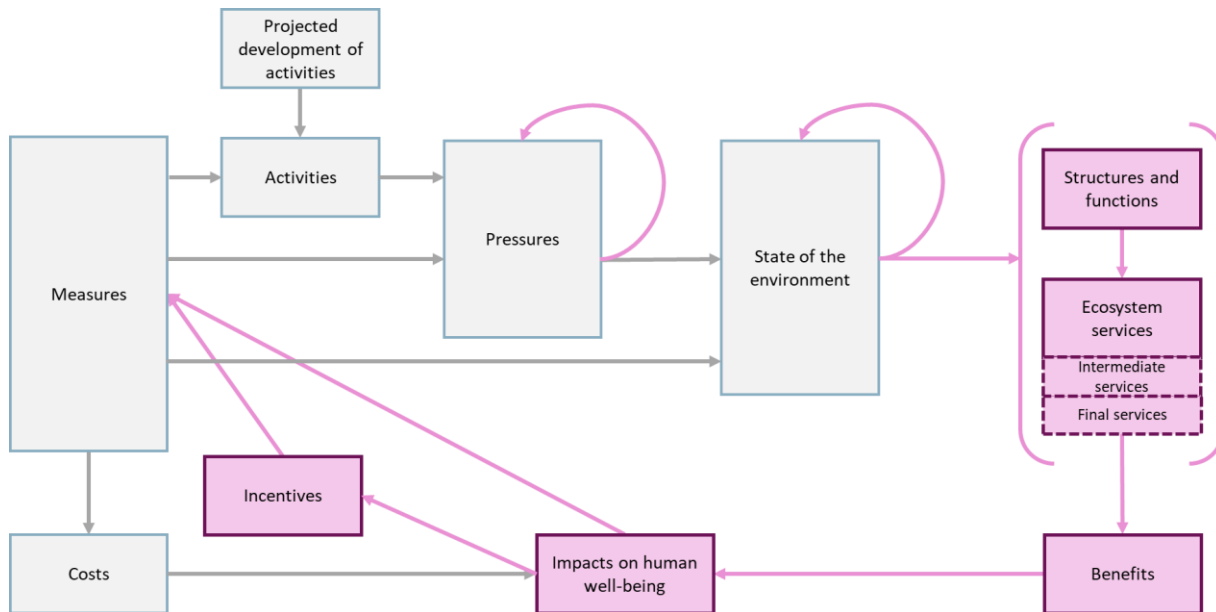 Projected
development of
activities
Measures
Activities
Pressures
State of the
environment
Structures and
functions
Ecosystem
services
Intermediate
services
Final services
Incentives
Costs
Impacts on human
well-being
Benefits